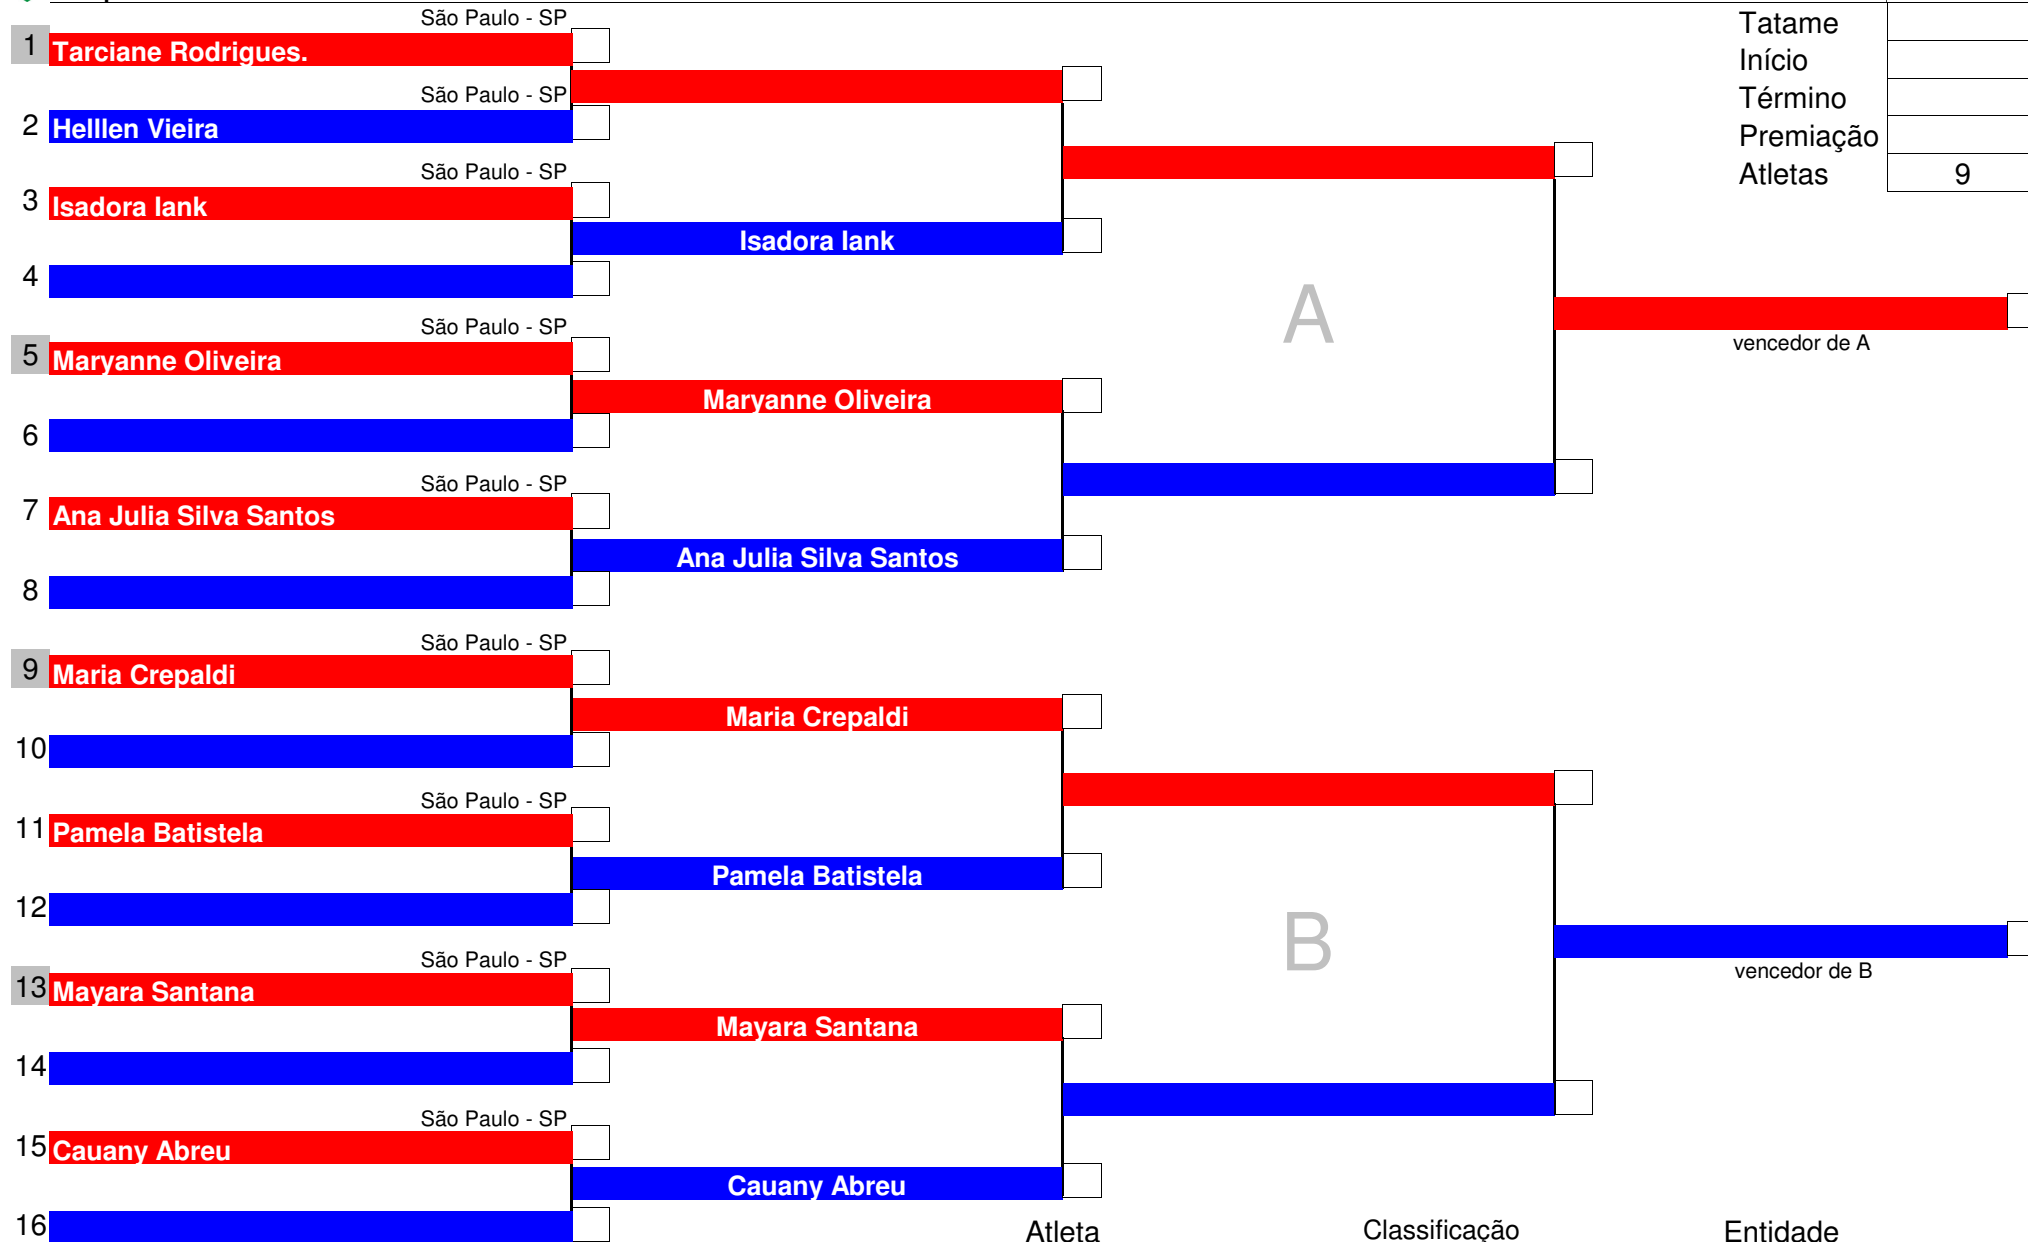 São Paulo - SP
1 Tarciane Rodrigues.
São Paulo - SP
2 Helllen Vieira
São Paulo - SP
3 Isadora Iank
Isadora Iank
4
São Paulo - SP
5 Maryanne Oliveira
Maryanne Oliveira
6
São Paulo - SP
7 Ana Julia Silva Santos
Ana Julia Silva Santos
8
São Paulo - SP
9 Maria Crepaldi
Maria Crepaldi
10
São Paulo - SP
11 Pamela Batistela
Pamela Batistela
12
São Paulo - SP
13 Mayara Santana
Mayara Santana
14
São Paulo - SP
15 Cauany Abreu
Cauany Abreu
16
A
vencedor de A
B
vencedor de B
Tatame
Início
Término
Premiação
Atletas 9
Atleta Classificação Entidade